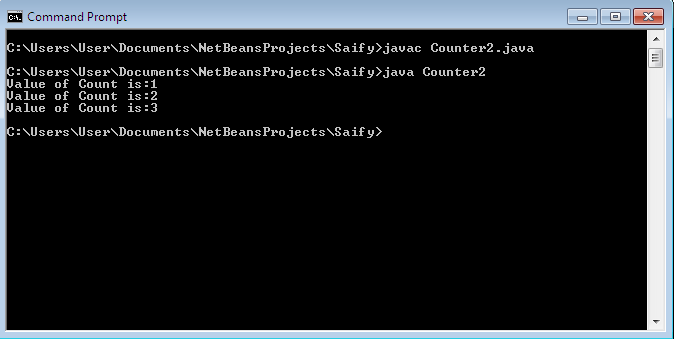 Command Prompt
C:\Users\User\Documents\NetBeansProjects\Saify>javac Counter2.java
C:\Users\User\Documents\NetBeansProjects\Saify>java Counter2
Value of Count is:1
Value of Count is:2
Value of Count is:3
C:\Users\User\Documents\NetBeansProjects\Saify>